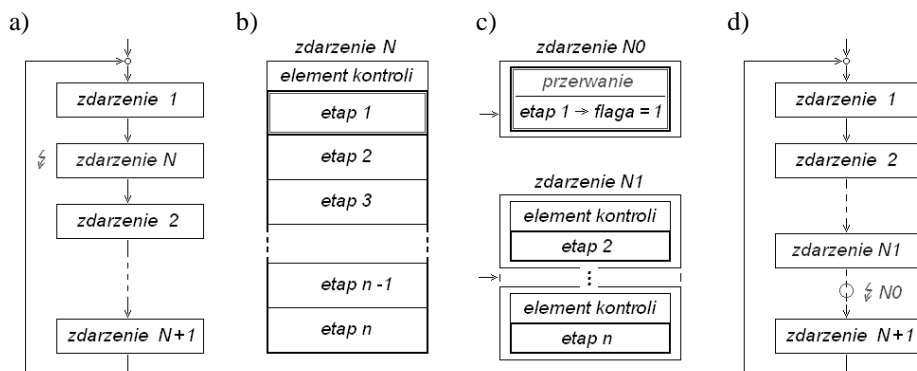 a)
zdarzenie 1
zdarzenie N
zdarzenie 2
zdarzenie N+1
b)
zdarzenie N
element kontroli
etap 1
etap 2
etap 3
etap n -1
etap n
c)
zdarzenie N0
przerwanie
etap 1 → flaga = 1
zdarzenie N1
element kontroli
etap 2
element kontroli
etap n
d)
zdarzenie 1
zdarzenie 2
zdarzenie N1
N0
zdarzenie N+1